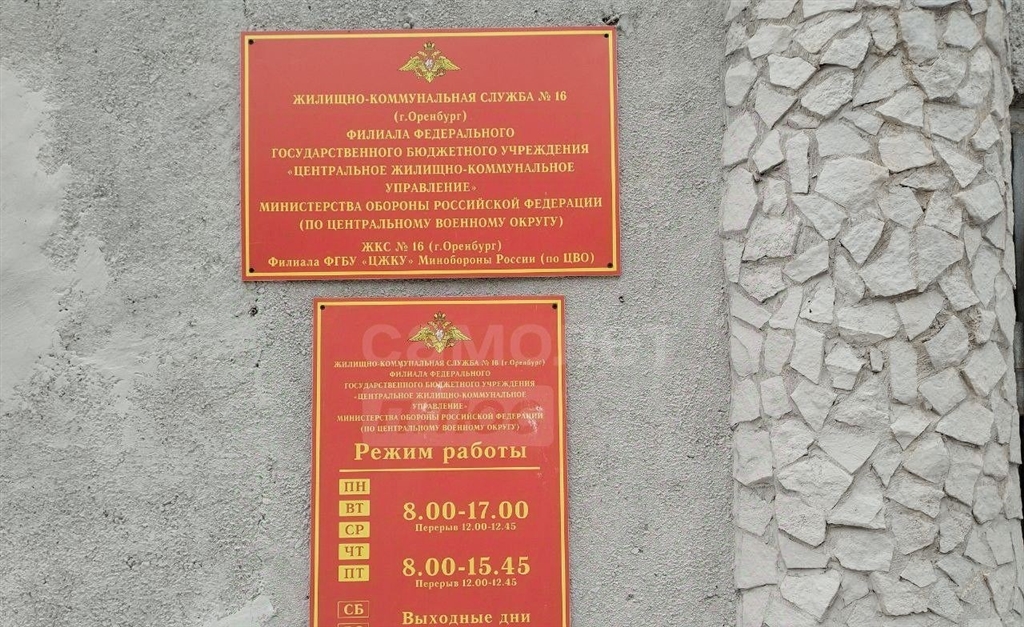 ЖИЛИЩНО-КОММУНАЛЬНАЯ СЛУЖБА № 16
(г.Оренбург)
ФИЛИАЛА ФЕДЕРАЛЬНОГО
ГОСУДАРСТВЕННОГО БЮДЖЕТНОГО УЧРЕЖДЕНИЯ
«ЦЕНТРАЛЬНОЕ ЖИЛИЩНО-КОММУНАЛЬНОЕ
УПРАВЛЕНИЕ»
МИНИСТЕРСТВА ОБОРОНЫ РОССИЙСКОЙ ФЕДЕРАЦИИ
(ПО ЦЕНТРАЛЬНОМУ ВОЕННОМУ ОКРУГУ)
ЖКС № 16 (г.Оренбург)
Филиала ФГБУ «ЦЖКУ» Минобороны России (по ЦВО)
самолет
ЖИЛИЩНО-КОММУНАЛЬНАЯ СЛУЖБА № 16 (г.Оренбург)
ФИЛИАЛА ФЕДЕРАЛЬНОГО
ГОСУДАРСТВЕННОГО БЮДЖЕТНОГО УЧРЕЖДЕНИЯ
«ЦЕНТРАЛЬНОЕ ЖИЛИЩНО-КОММУНАЛЬНОЕ
УПРАВЛЕНИЕ»
МИНИСТЕРСТВА ОБОРОНЫ РОССИЙСКОЙ ФЕДЕРАЦИИ
(ПО ЦЕНТРАЛЬНОМУ ВОЕННОМУ ОКРУГУ)
Режим работы
ПН
ВТ 8.00-17.00
СР Перерыв 12.00-12.45
ЧТ
ПТ 8.00-15.45
Перерыв 12.00-12.45
СБ Выходные дни